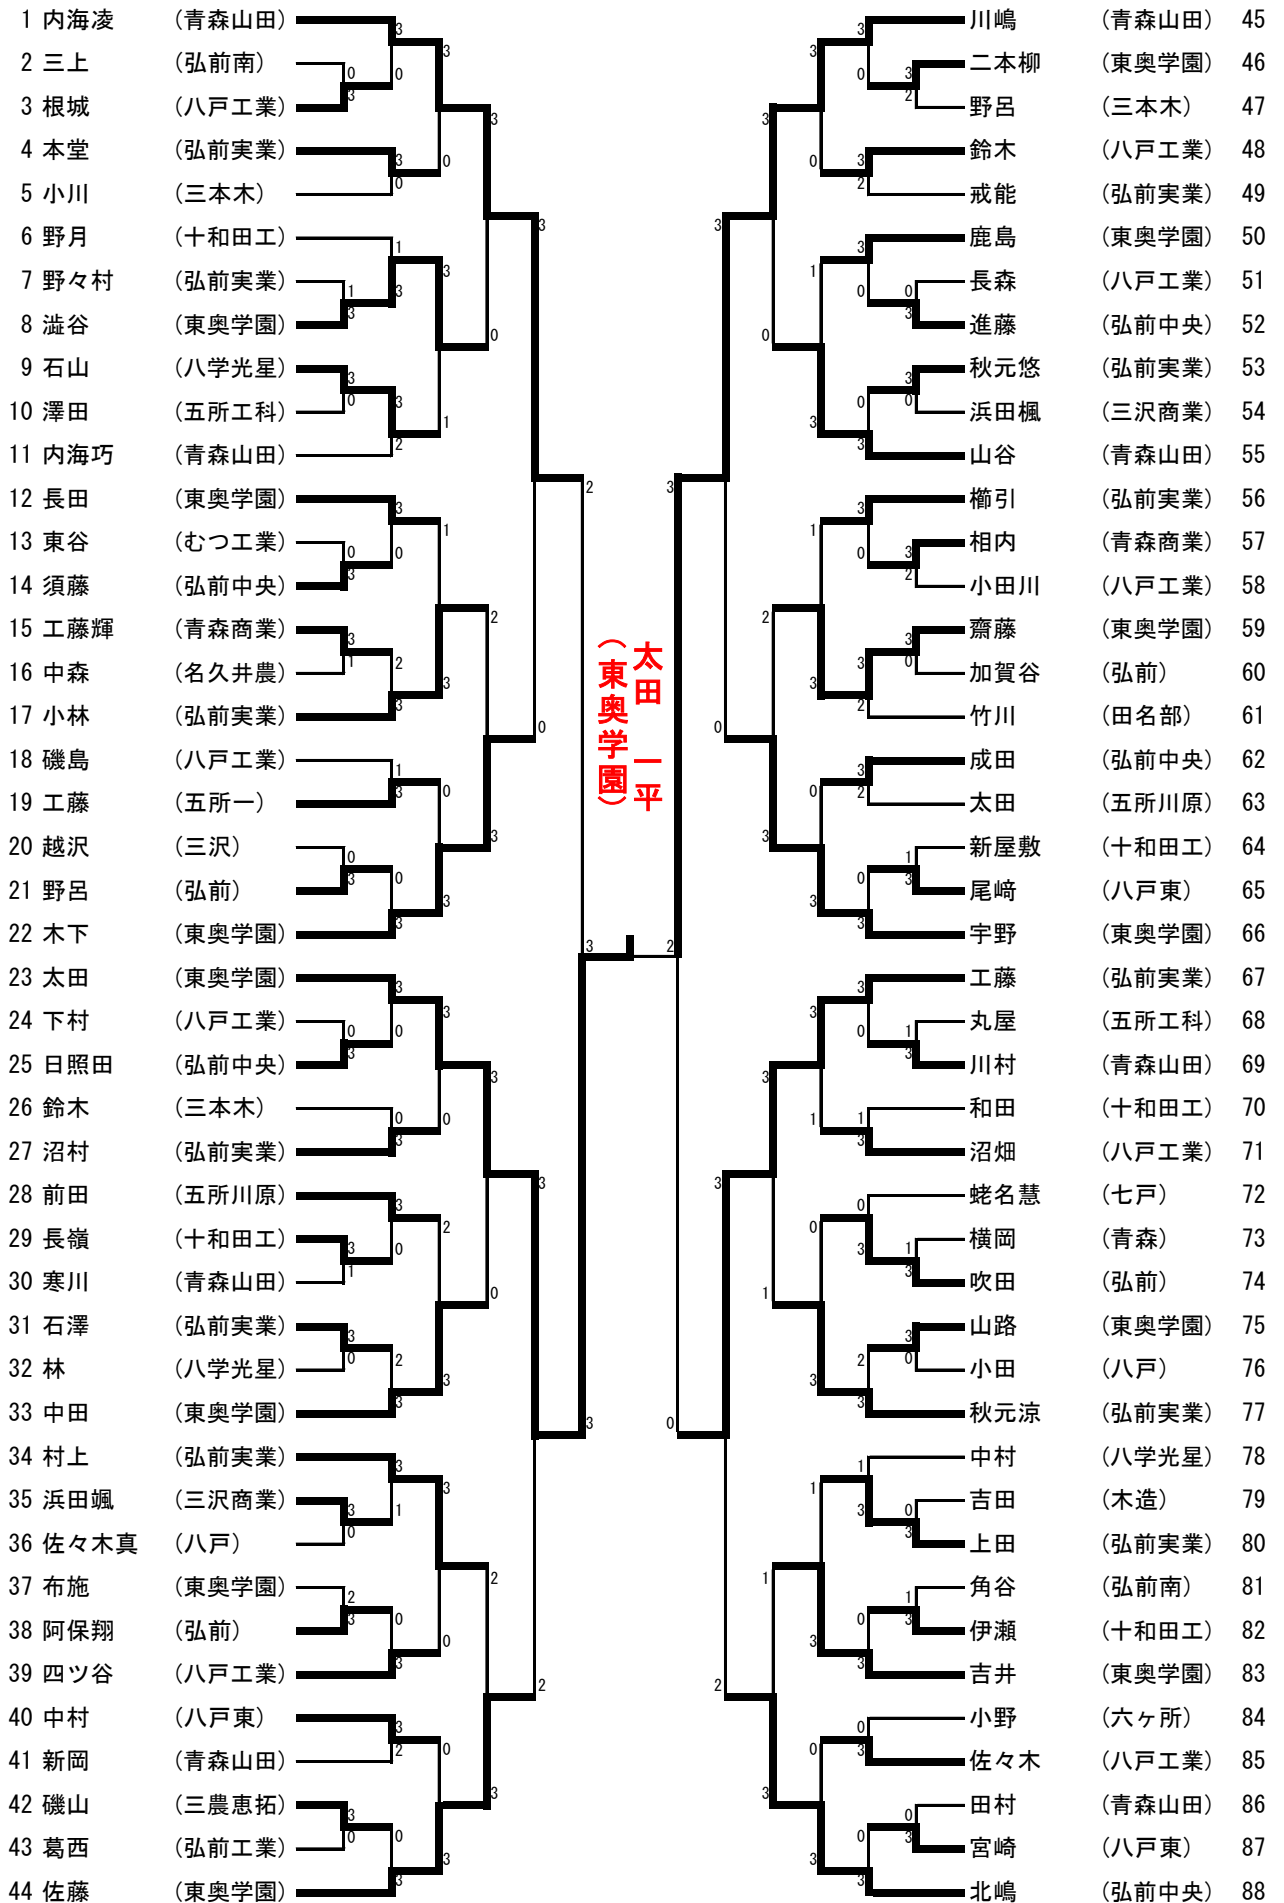 1 内海凌 (青森山田)
2 三上 (弘前南)
3 根城 (八戸工業)
4 本堂 (弘前実業)
5 小川 (三本木)
6 野月 (十和田工)
7 野々村 (弘前実業)
8 澁谷 (東奥学園)
9 石山 (八学光星)
10 澤田 (五所工科)
11 内海巧 (青森山田)
12 長田 (東奥学園)
13 東谷 (むつ工業)
14 須藤 (弘前中央)
15 工藤輝 (青森商業)
16 中森 (名久井農)
17 小林 (弘前実業)
18 磯島 (八戸工業)
19 工藤 (五所一)
20 越沢 (三沢)
21 野呂 (弘前)
22 木下 (東奥学園)
23 太田 (東奥学園)
24 下村 (八戸工業)
25 日照田 (弘前中央)
26 鈴木 (三本木)
27 沼村 (弘前実業)
28 前田 (五所川原)
29 長嶺 (十和田工)
30 寒川 (青森山田)
31 石澤 (弘前実業)
32 林 (八学光星)
33 中田 (東奥学園)
34 村上 (弘前実業)
35 浜田颯 (三沢商業)
36 佐々木真 (八戸)
37 布施 (東奥学園)
38 阿保翔 (弘前)
39 四ツ谷 (八戸工業)
40 中村 (八戸東)
41 新岡 (青森山田)
42 磯山 (三農恵拓)
43 葛西 (弘前工業)
44 佐藤 (東奥学園)
太田 一平
(東奥学園)
川嶋 (青森山田) 45
二本柳 (東奥学園) 46
野呂 (三本木) 47
鈴木 (八戸工業) 48
戒能 (弘前実業) 49
鹿島 (東奥学園) 50
長森 (八戸工業) 51
進藤 (弘前中央) 52
秋元悠 (弘前実業) 53
浜田楓 (三沢商業) 54
山谷 (青森山田) 55
櫛引 (弘前実業) 56
相内 (青森商業) 57
小田川 (八戸工業) 58
齋藤 (東奥学園) 59
加賀谷 (弘前) 60
竹川 (田名部) 61
成田 (弘前中央) 62
太田 (五所川原) 63
新屋敷 (十和田工) 64
尾﨑 (八戸東) 65
宇野 (東奥学園) 66
工藤 (弘前実業) 67
丸屋 (五所工科) 68
川村 (青森山田) 69
和田 (十和田工) 70
沼畑 (八戸工業) 71
蛯名慧 (七戸) 72
横岡 (青森) 73
吹田 (弘前) 74
山路 (東奥学園) 75
小田 (八戸) 76
秋元涼 (弘前実業) 77
中村 (八学光星) 78
吉田 (木造) 79
上田 (弘前実業) 80
角谷 (弘前南) 81
伊瀬 (十和田工) 82
吉井 (東奥学園) 83
小野 (六ヶ所) 84
佐々木 (八戸工業) 85
田村 (青森山田) 86
宮崎 (八戸東) 87
北嶋 (弘前中央) 88